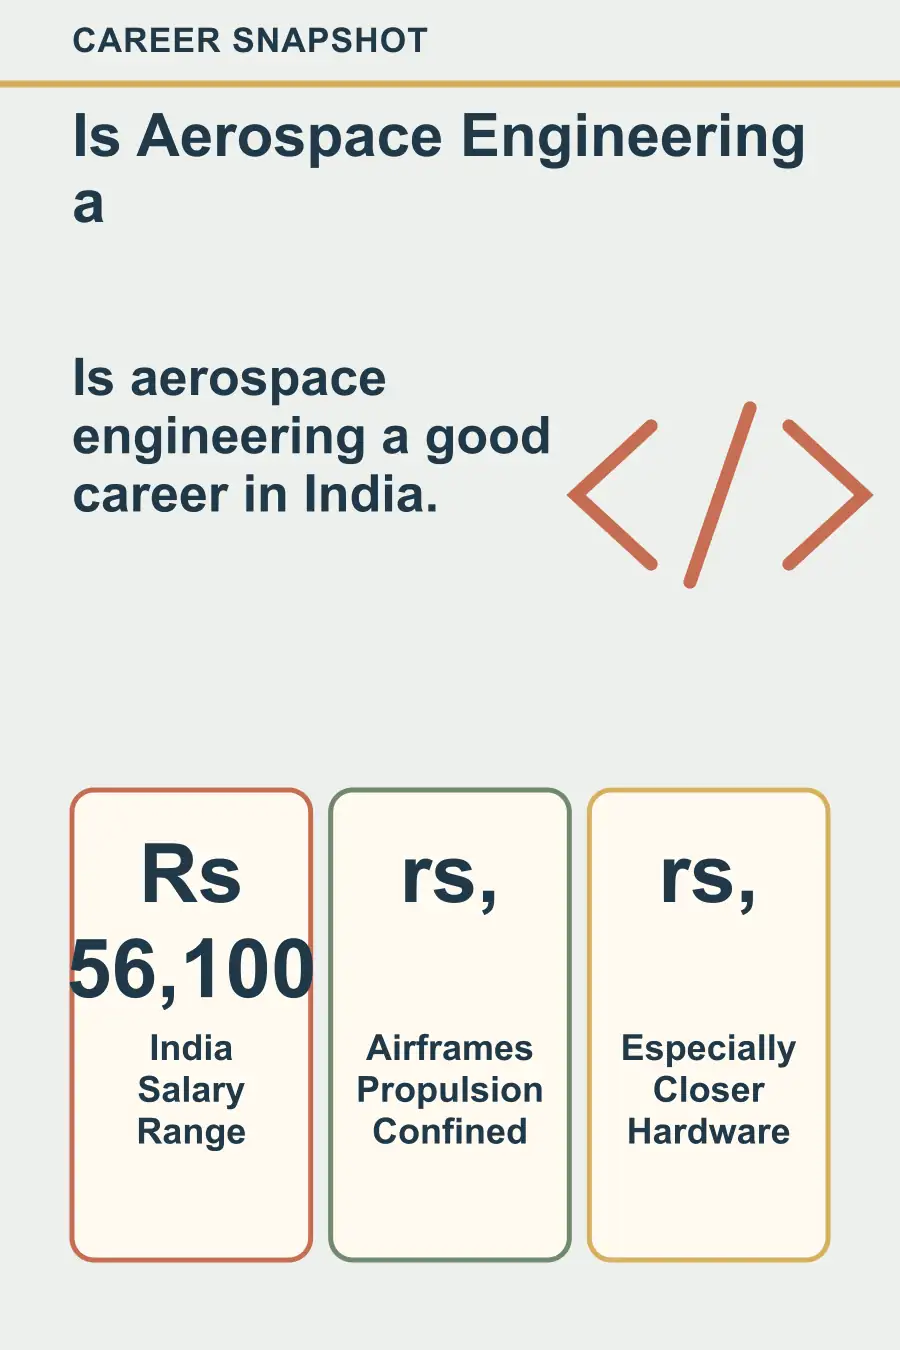 CAREER SNAPSHOT
Is Aerospace Engineering
a
Is aerospace
engineering a good
career in India.
</>
Rs
56,100
India
Salary
Range
rs,
Airframes
Propulsion
Confined
rs,
Especially
Closer
Hardware